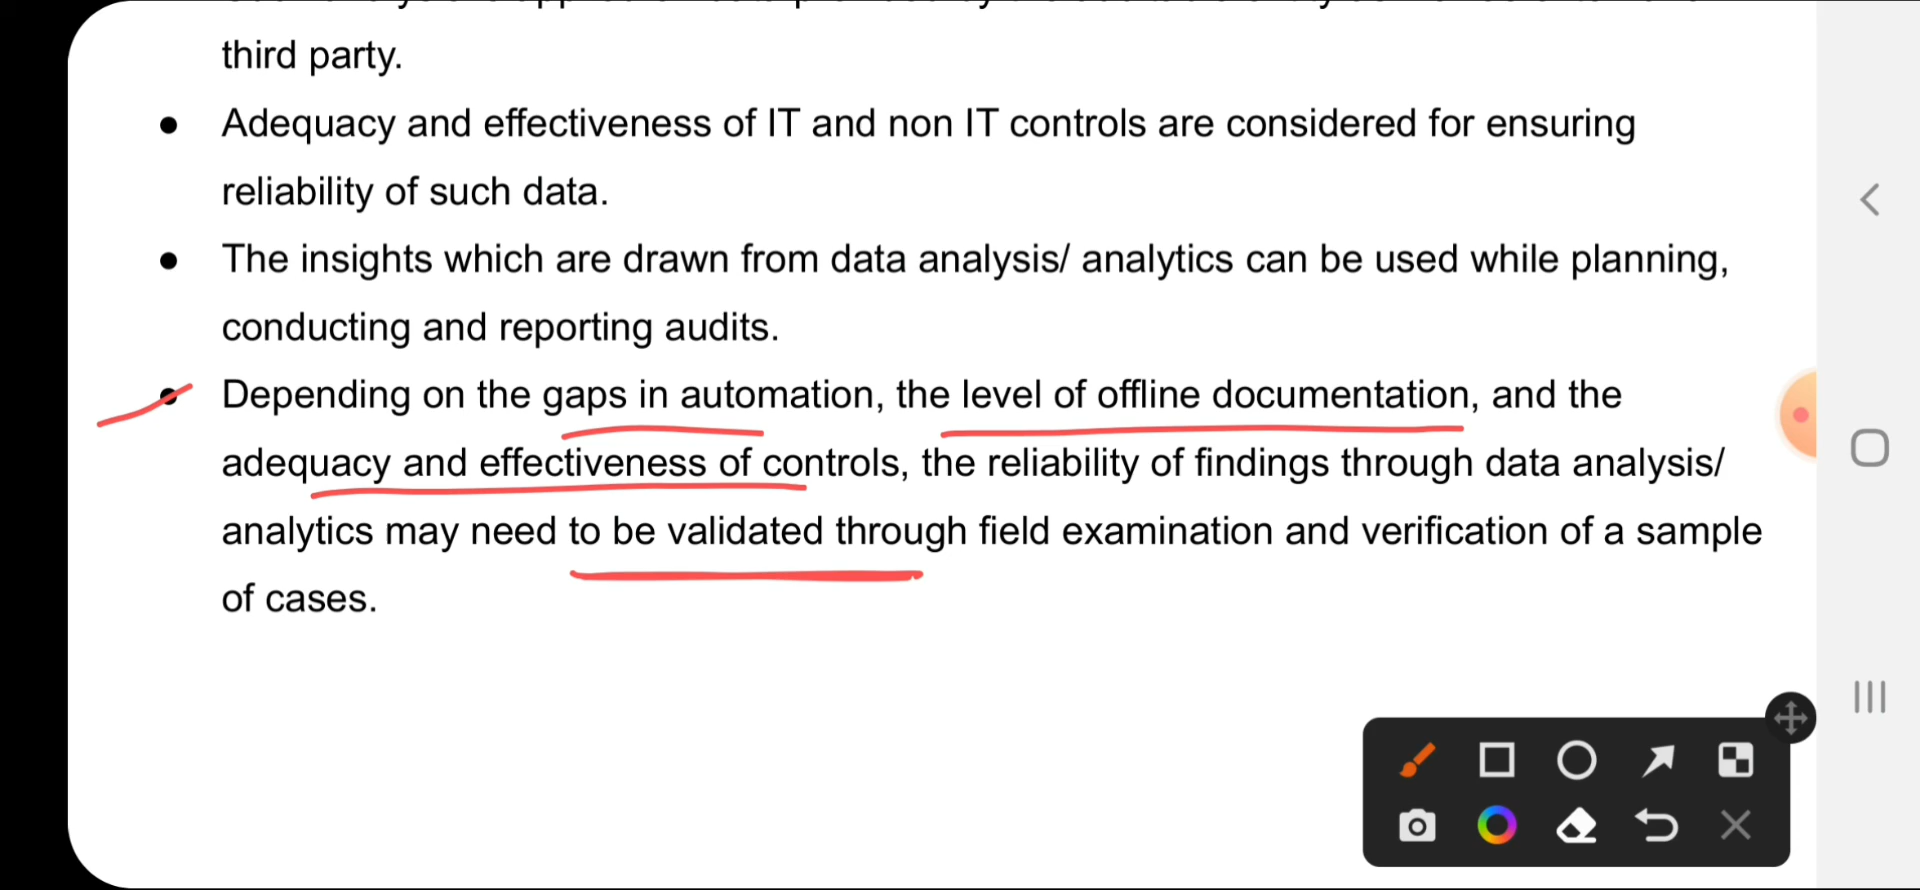 third party.
● Adequacy and effectiveness of IT and non IT controls are considered for ensuring
reliability of such data.
● The insights which are drawn from data analysis/ analytics can be used while planning,
conducting and reporting audits.
● Depending on the gaps in automation, the level of offline documentation, and the
adequacy and effectiveness of controls, the reliability of findings through data analysis/
analytics may need to be validated through field examination and verification of a sample
of cases.